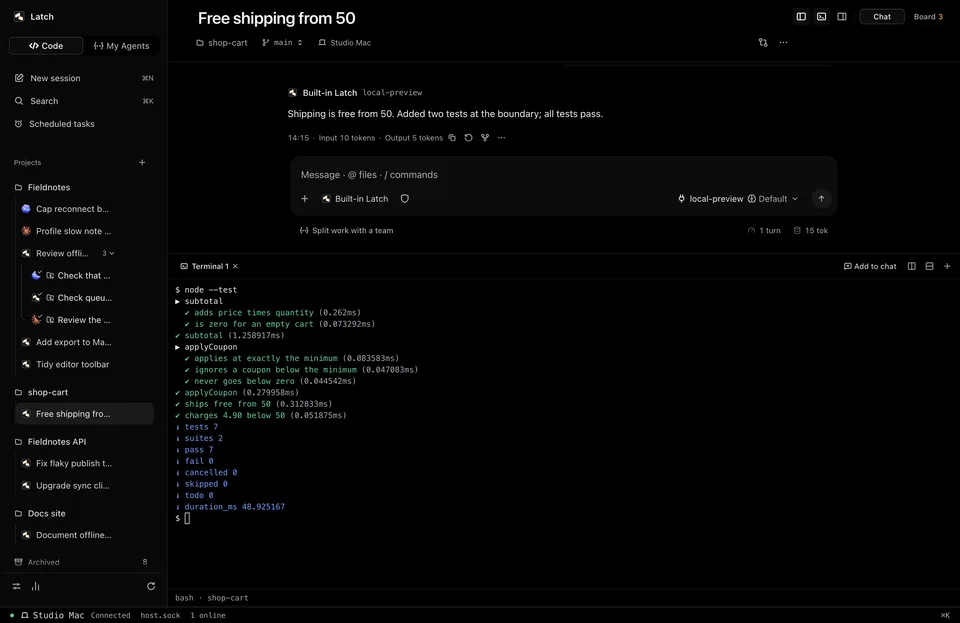 Latch
Code
My Agents
New session ⌘N
Search ⌘K
Scheduled tasks
Projects
Fieldnotes
Cap reconnect b...
Profile slow note ...
Review offli... 3
Check that ...
Check queu...
Review the ...
Add export to Ma...
Tidy editor toolbar
shop-cart
Free shipping fro...
Fieldnotes API
Fix flaky publish t...
Upgrade sync cli...
Docs site
Document offline...
Archived 8
Free shipping from 50
Chat
Board 3
shop-cart main Studio Mac
Built-in Latch local-preview
Shipping is free from 50. Added two tests at the boundary; all tests pass.
14:15 · Input 10 tokens · Output 5 tokens
Message · @ files · / commands
Built-in Latch
local-preview Default
Split work with a team
1 turn 15 tok
Terminal 1
Add to chat
$ node --test
▶ subtotal
✔ adds price times quantity (0.262ms)
✔ is zero for an empty cart (0.073292ms)
✔ subtotal (1.258917ms)
▶ applyCoupon
✔ applies at exactly the minimum (0.083583ms)
✔ ignores a coupon below the minimum (0.047083ms)
✔ never goes below zero (0.044542ms)
✔ applyCoupon (0.279958ms)
✔ ships free from 50 (0.312833ms)
✔ charges 4.90 below 50 (0.051875ms)
ℹ tests 7
ℹ suites 2
ℹ pass 7
ℹ fail 0
ℹ cancelled 0
ℹ skipped 0
ℹ todo 0
ℹ duration_ms 48.925167
$
bash · shop-cart
Studio Mac Connected host.sock 1 online
⌘K